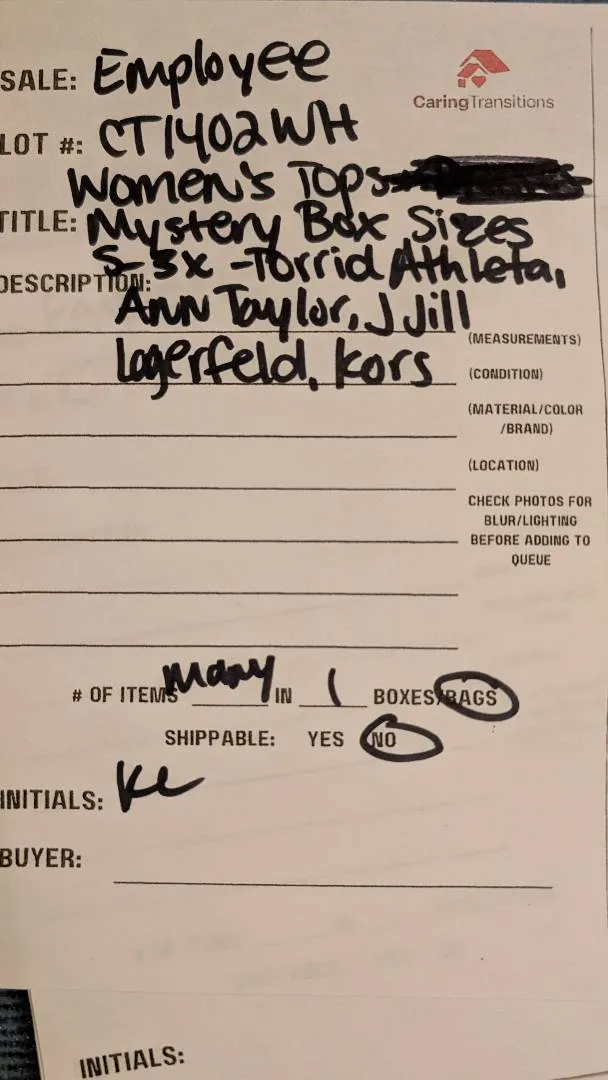 SALE: Employee
CaringTransitions
LOT #: CT1402WH
Women's Tops
TITLE: Mystery Box Sizes
DESCRIPTION: S-3x - Torrid Athleta,
Ann Taylor, J Jill
Lagerfeld, Kors
(MEASUREMENTS)
(CONDITION)
(MATERIAL/COLOR
/BRAND)
(LOCATION)
CHECK PHOTOS FOR
BLUR/LIGHTING
BEFORE ADDING TO
QUEUE
# OF ITEMS many IN 1 BOXES/BAGS
SHIPPABLE: YES NO
INITIALS: KL
BUYER:
INITIALS: